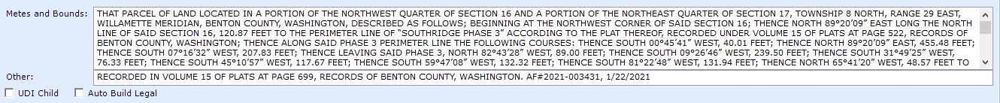 Metes and Bounds:
THAT PARCEL OF LAND LOCATED IN A PORTION OF THE NORTHWEST QUARTER OF SECTION 16 AND A PORTION OF THE NORTHEAST QUARTER OF SECTION 17, TOWNSHIP 8 NORTH, RANGE 29 EAST,
WILLAMETTE MERIDIAN, BENTON COUNTY, WASHINGTON, DESCRIBED AS FOLLOWS; BEGINNING AT THE NORTHWEST CORNER OF SAID SECTION 16; THENCE NORTH 89°20’09” EAST LONG THE NORTH
LINE OF SAID SECTION 16, 120.87 FEET TO THE PERIMETER LINE OF “SOUTHRIDGE PHASE 3” ACCORDING TO THE PLAT THEREOF, RECORDED UNDER VOLUME 15 OF PLATS AT PAGE 522, RECORDS OF
BENTON COUNTY, WASHINGTON; THENCE ALONG SAID PHASE 3 PERIMETER LINE THE FOLLOWING COURSES: THENCE SOUTH 00°45’41” WEST, 40.01 FEET; THENCE NORTH 89°20’09” EAST, 455.48 FEET;
THENCE SOUTH 07°16’32” WEST, 207.83 FEET; THENCE LEAVING SAID PHASE 3, NORTH 82°43’28” WEST, 89.00 FEET; THENCE SOUTH 09°26’46” WEST, 239.50 FEET; THENCE SOUTH 31°49’25” WEST,
76.33 FEET; THENCE SOUTH 45°10’57” WEST, 117.67 FEET; THENCE SOUTH 59°47’08” WEST, 132.32 FEET; THENCE SOUTH 81°22’48” WEST, 131.94 FEET; THENCE NORTH 65°41’20” WEST, 48.57 FEET TO
Other:
RECORDED IN VOLUME 15 OF PLATS AT PAGE 699, RECORDS OF BENTON COUNTY, WASHINGTON. AF#2021-003431, 1/22/2021
UDI Child
Auto Build Legal